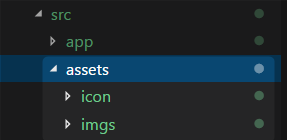 src
app
assets
icon
imgs